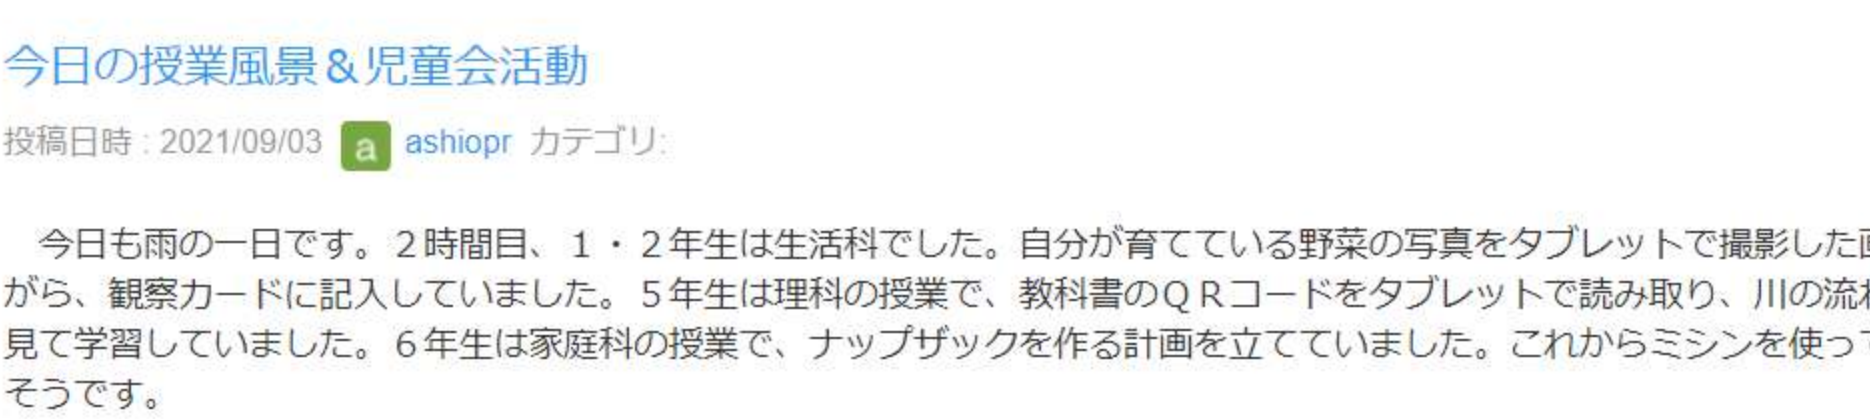 今日の授業風景＆児童会活動
投稿日時 : 2021/09/03 a ashiopr カテゴリ:
　今日も雨の一日です。２時間目、１・２年生は生活科でした。自分が育てている野菜の写真をタブレットで撮影した
がら、観察カードに記入していました。５年生は理科の授業で、教科書のＱＲコードをタブレットで読み取り、川の流
見て学習していました。６年生は家庭科の授業で、ナップザックを作る計画を立てていました。これからミシンを使っ
そうです。